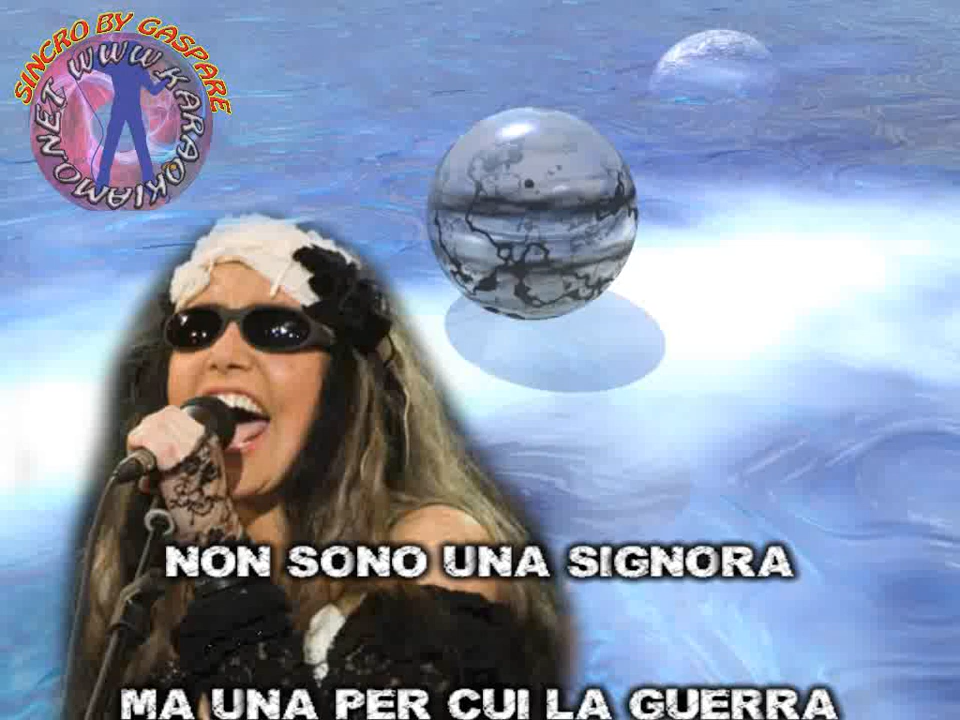 SINCRO BY GASPARE
WWW.KARAOKIAMO.NET
NON SONO UNA SIGNORA
MA UNA PER CUI LA GUERRA